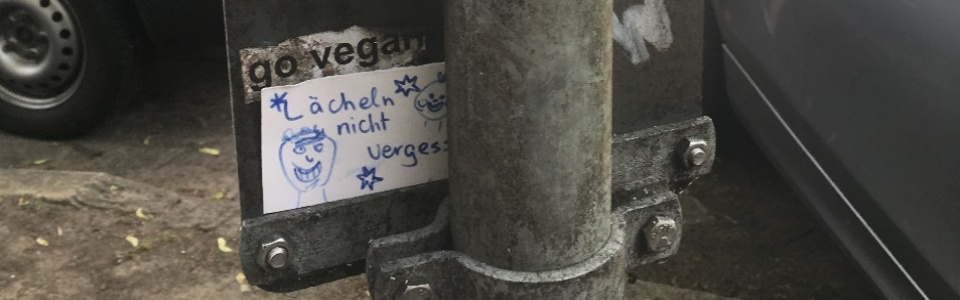 go vegan
Lächeln
nicht
verges